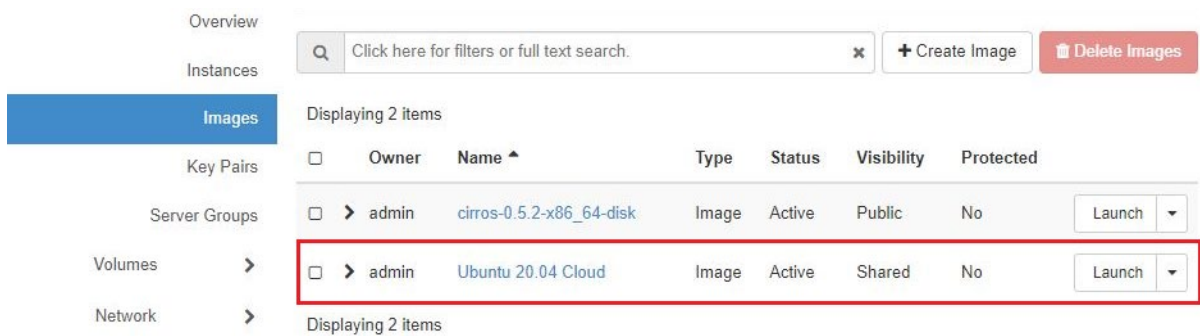 Overview
Instances
Images
Key Pairs
Server Groups
Volumes
Network
Click here for filters or full text search.
+ Create Image
Delete Images
Displaying 2 items
Owner Name Type Status Visibility Protected
admin cirros-0.5.2-x86_64-disk Image Active Public No Launch
admin Ubuntu 20.04 Cloud Image Active Shared No Launch
Displaying 2 items